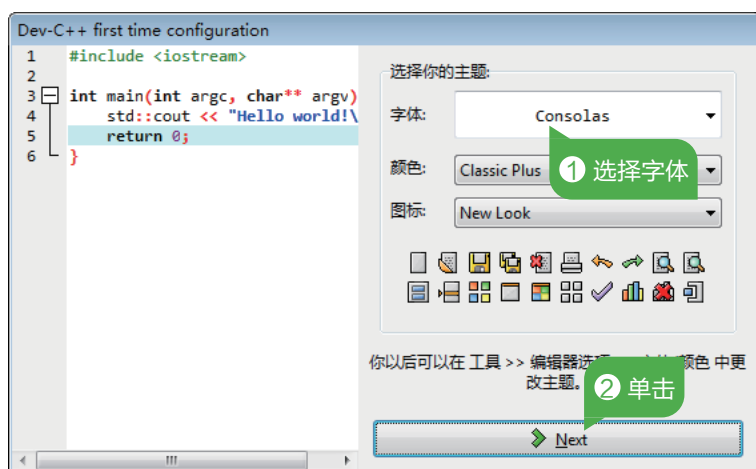 Dev-C++ first time configuration
1 #include <iostream>
2
3 int main(int argc, char** argv)
4 std::cout << "Hello world!\
5 return 0;
6 }
选择你的主题:
字体: Consolas
① 选择字体
颜色: Classic Plus
图标: New Look
你以后可以在 工具 >> 编辑器选项 颜色 中更
改主题。
② 单击
Next